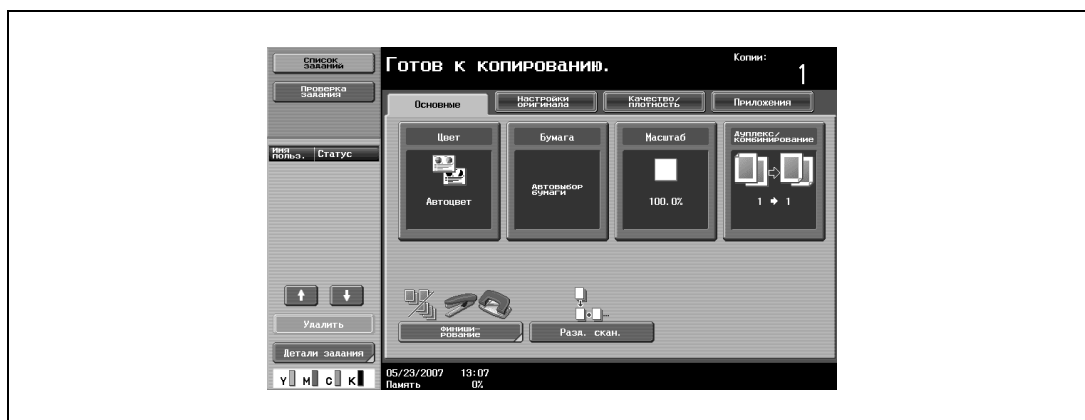 Список
заданий
Проверка
задания
Имя
польз.
Статус
Удалить
Детали задания
Y M C K
Готов к копированию.
Копии:
1
Основные
Настройки
оригинала
Качество/
плотность
Приложения
Цвет
Автоцвет
Бумага
Автовыбор
бумаги
Масштаб
100.0%
Дуплекс/
комбинирование
1 → 1
Финиши-
рование
Разд. скан.
05/23/2007 13:07
Память 0%